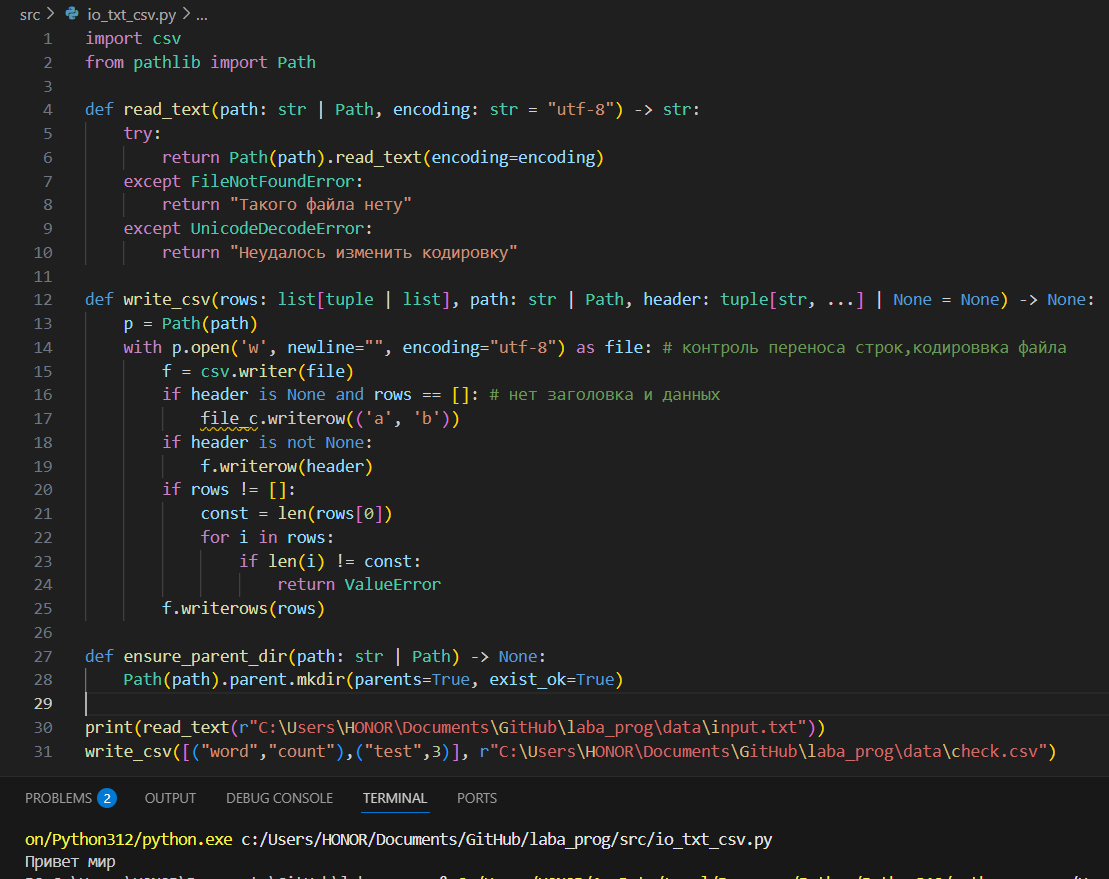 src > io_txt_csv.py > ...
1 import csv
2 from pathlib import Path
3
4 def read_text(path: str | Path, encoding: str = "utf-8") -> str:
5     try:
6         return Path(path).read_text(encoding=encoding)
7     except FileNotFoundError:
8         return "Такого файла нету"
9     except UnicodeDecodeError:
10         return "Неудалось изменить кодировку"
11
12 def write_csv(rows: list[tuple | list], path: str | Path, header: tuple[str, ...] | None = None) -> None:
13     p = Path(path)
14     with p.open('w', newline="", encoding="utf-8") as file: # контроль переноса строк,кодироввка файла
15         f = csv.writer(file)
16         if header is None and rows == []: # нет заголовка и данных
17             file_c.writerow(('a', 'b'))
18         if header is not None:
19             f.writerow(header)
20         if rows != []:
21             const = len(rows[0])
22             for i in rows:
23                 if len(i) != const:
24                     return ValueError
25         f.writerows(rows)
26
27 def ensure_parent_dir(path: str | Path) -> None:
28     Path(path).parent.mkdir(parents=True, exist_ok=True)
29
30 print(read_text(r"C:\Users\HONOR\Documents\GitHub\laba_prog\data\input.txt"))
31 write_csv([("word","count"),("test",3)], r"C:\Users\HONOR\Documents\GitHub\laba_prog\data\check.csv")
PROBLEMS 2 OUTPUT DEBUG CONSOLE TERMINAL PORTS
on/Python312/python.exe c:/Users/HONOR/Documents/GitHub/laba_prog/src/io_txt_csv.py
Привет мир